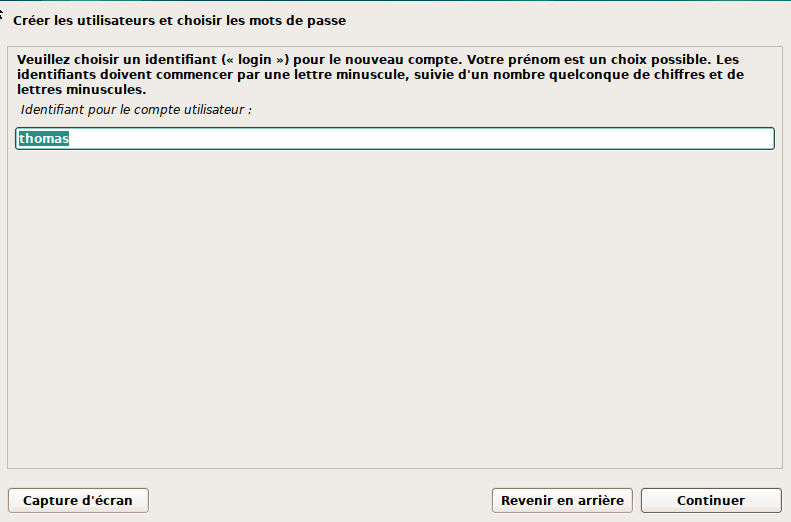 Créer les utilisateurs et choisir les mots de passe
Veuillez choisir un identifiant (« login ») pour le nouveau compte. Votre prénom est un choix possible. Les
identifiants doivent commencer par une lettre minuscule, suivie d'un nombre quelconque de chiffres et de
lettres minuscules.
Identifiant pour le compte utilisateur :
thomas
Capture d'écran
Revenir en arrière
Continuer